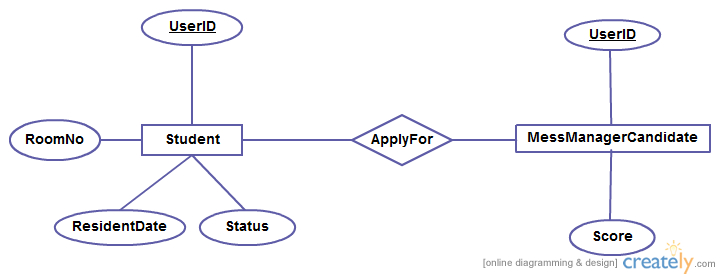 UserID
UserID
RoomNo
Student
ApplyFor
MessManagerCandidate
ResidentDate
Status
Score
[online diagramming & design] creately.com